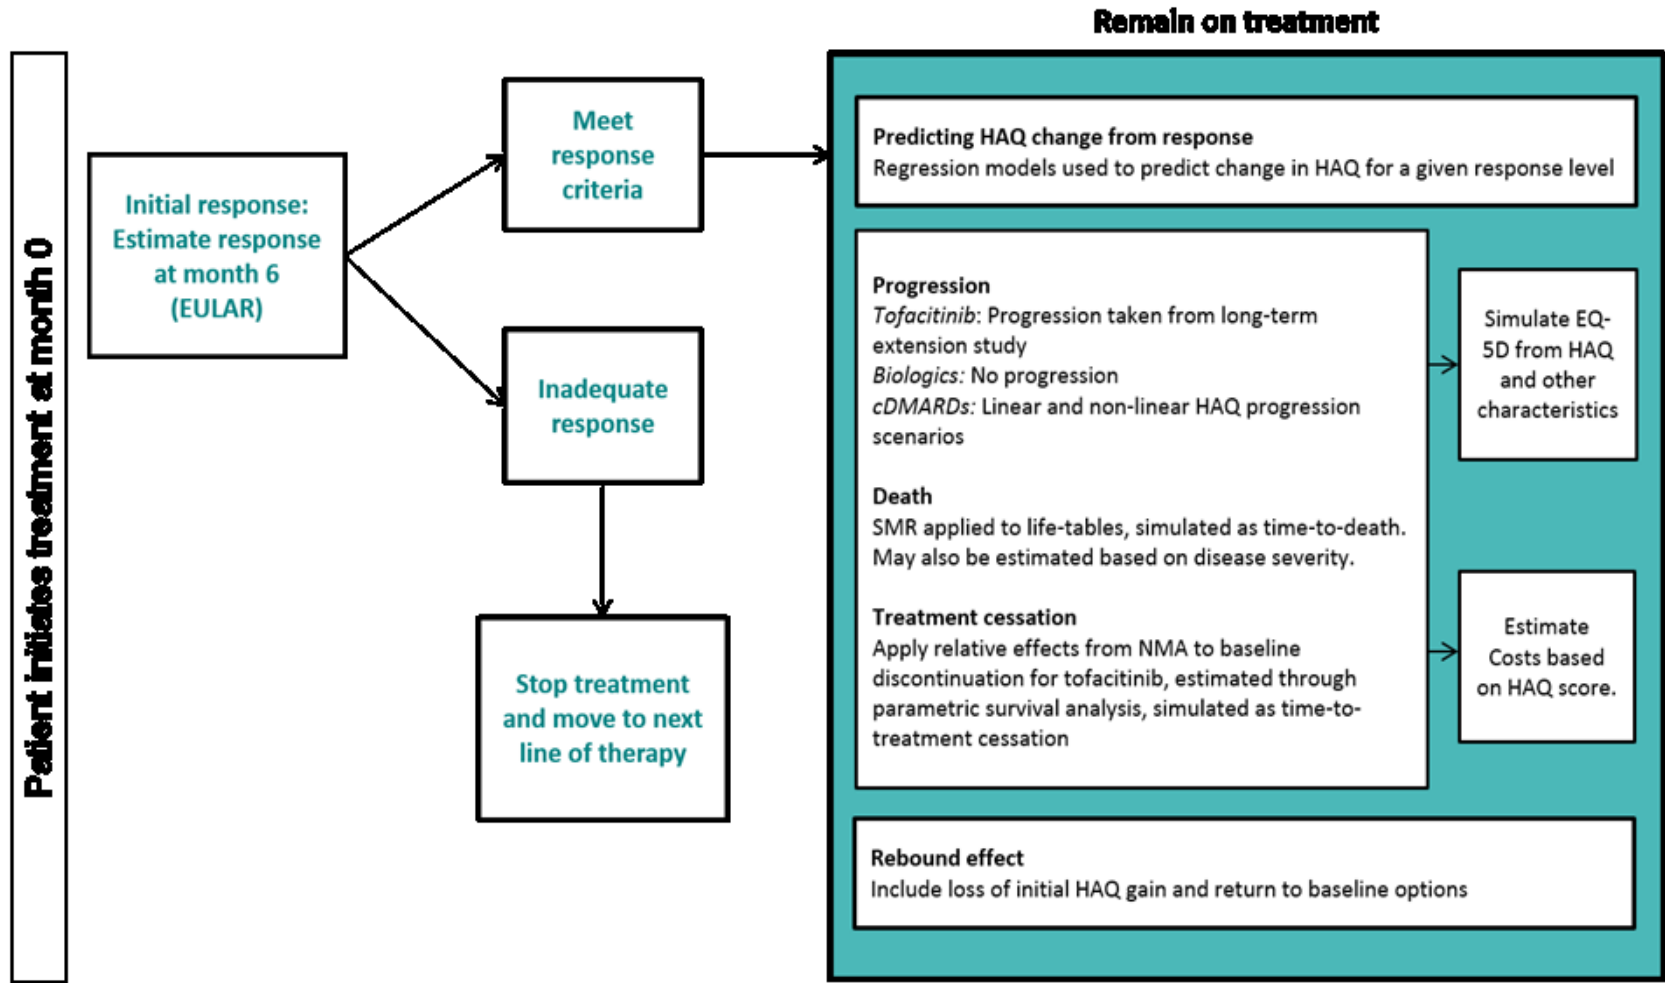 Patient initiates treatment at month 0
Initial response:
Estimate response
at month 6
(EULAR)
Meet
response
criteria
Inadequate
response
Stop treatment
and move to next
line of therapy
Remain on treatment
Predicting HAQ change from response
Regression models used to predict change in HAQ for a given response level
Progression
Tofacitinib: Progression taken from long-term
extension study
Biologics: No progression
cDMARDs: Linear and non-linear HAQ progression
scenarios
Death
SMR applied to life-tables, simulated as time-to-death.
May also be estimated based on disease severity.
Treatment cessation
Apply relative effects from NMA to baseline
discontinuation for tofacitinib, estimated through
parametric survival analysis, simulated as time-to-
treatment cessation
Simulate EQ-
5D from HAQ
and other
characteristics
Estimate
Costs based
on HAQ score.
Rebound effect
Include loss of initial HAQ gain and return to baseline options